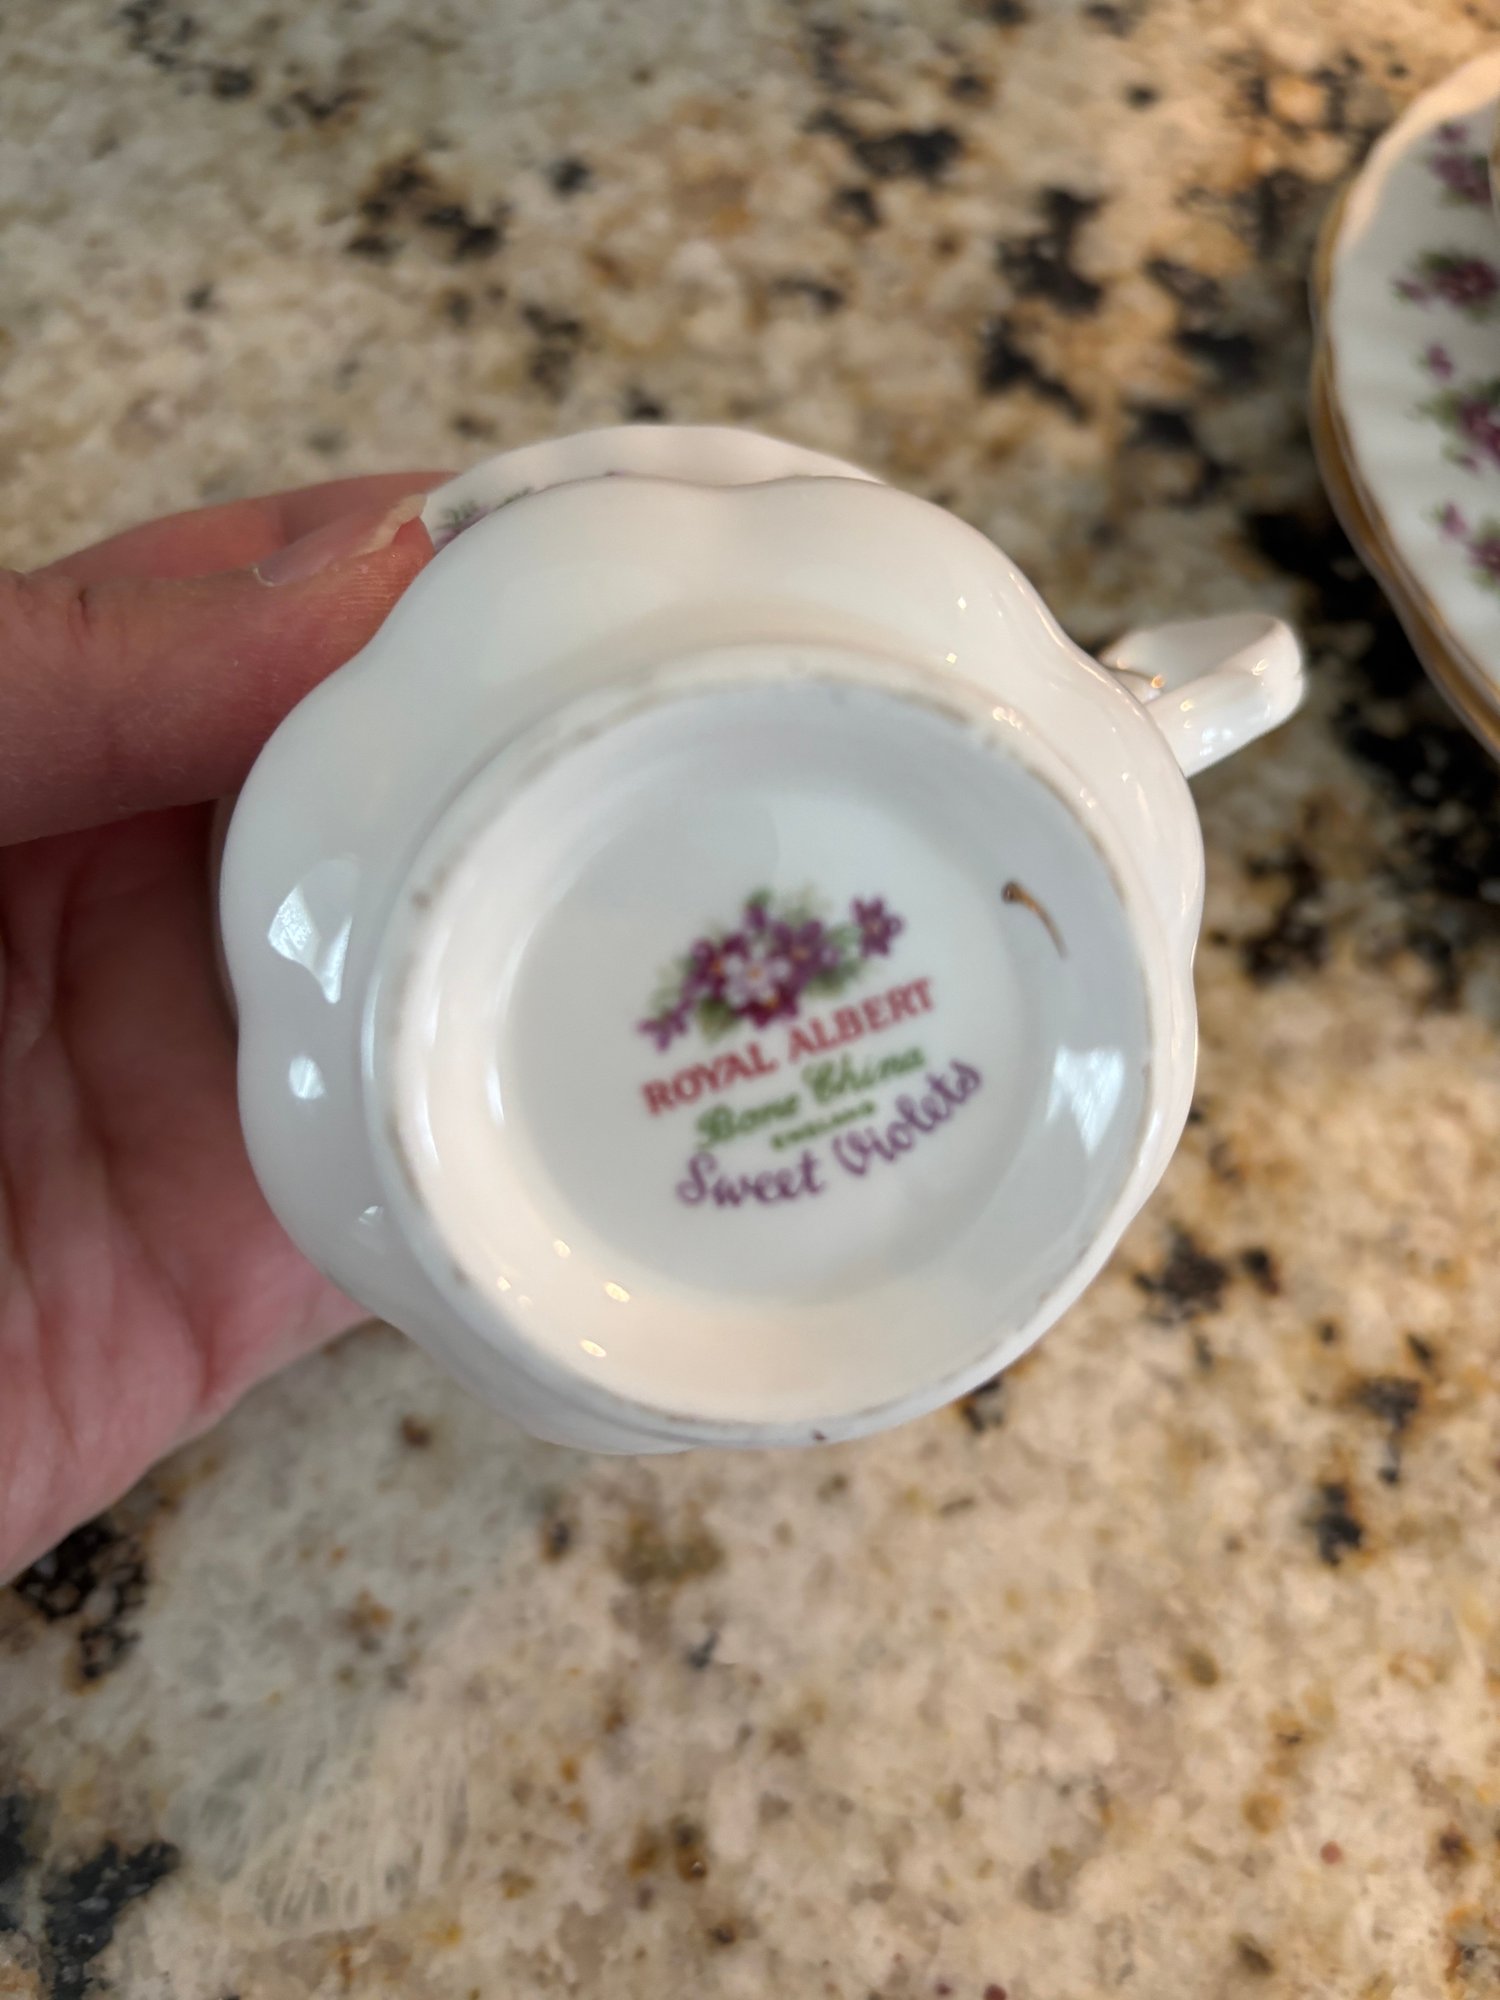 ROYAL ALBERT
Bone China
ENGLAND
Sweet Violets